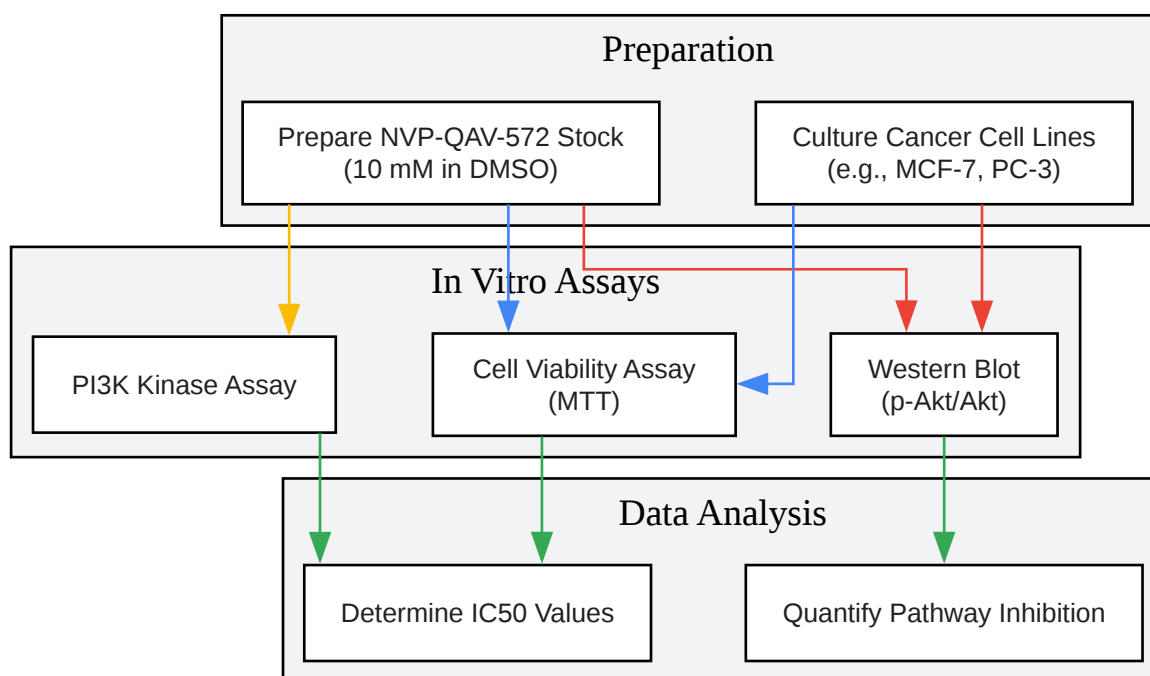 Preparation
Prepare NVP-QAV-572 Stock
(10 mM in DMSO)
Culture Cancer Cell Lines
(e.g., MCF-7, PC-3)
In Vitro Assays
PI3K Kinase Assay
Cell Viability Assay
(MTT)
Western Blot
(p-Akt/Akt)
Data Analysis
Determine IC50 Values
Quantify Pathway Inhibition